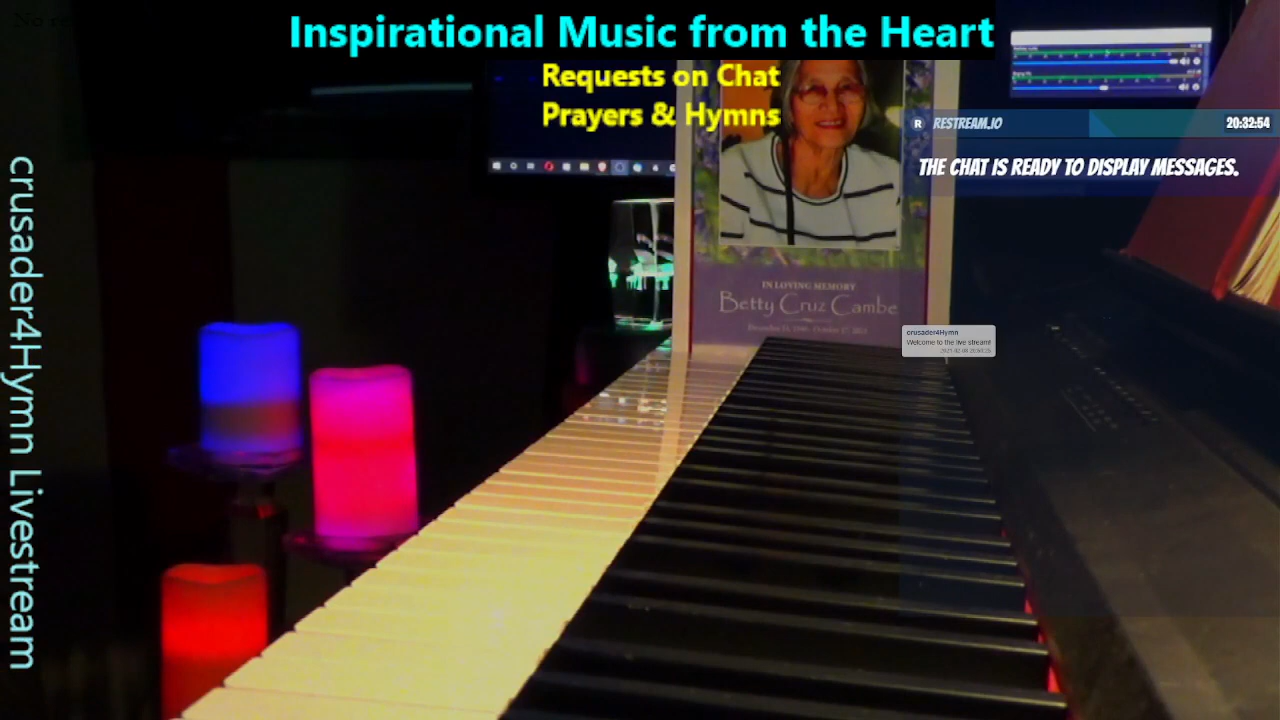 Inspirational Music from the Heart
Requests on Chat
Prayers & Hymns
RESTREAM.IO
20:32:54
THE CHAT IS READY TO DISPLAY MESSAGES.
IN LOVING MEMORY
Betty Cruz Cambe
crusader4Hymn
Welcome to the live stream!
crusader4Hymn Livestream